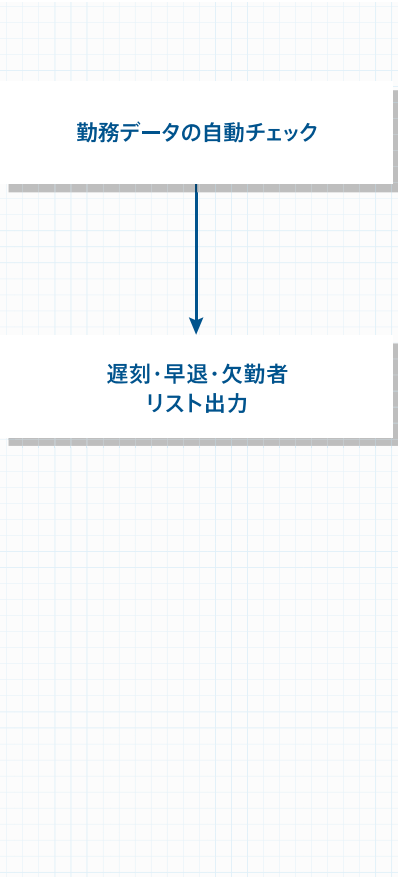 勤務データの自動チェック
遅刻・早退・欠勤者
リスト出力